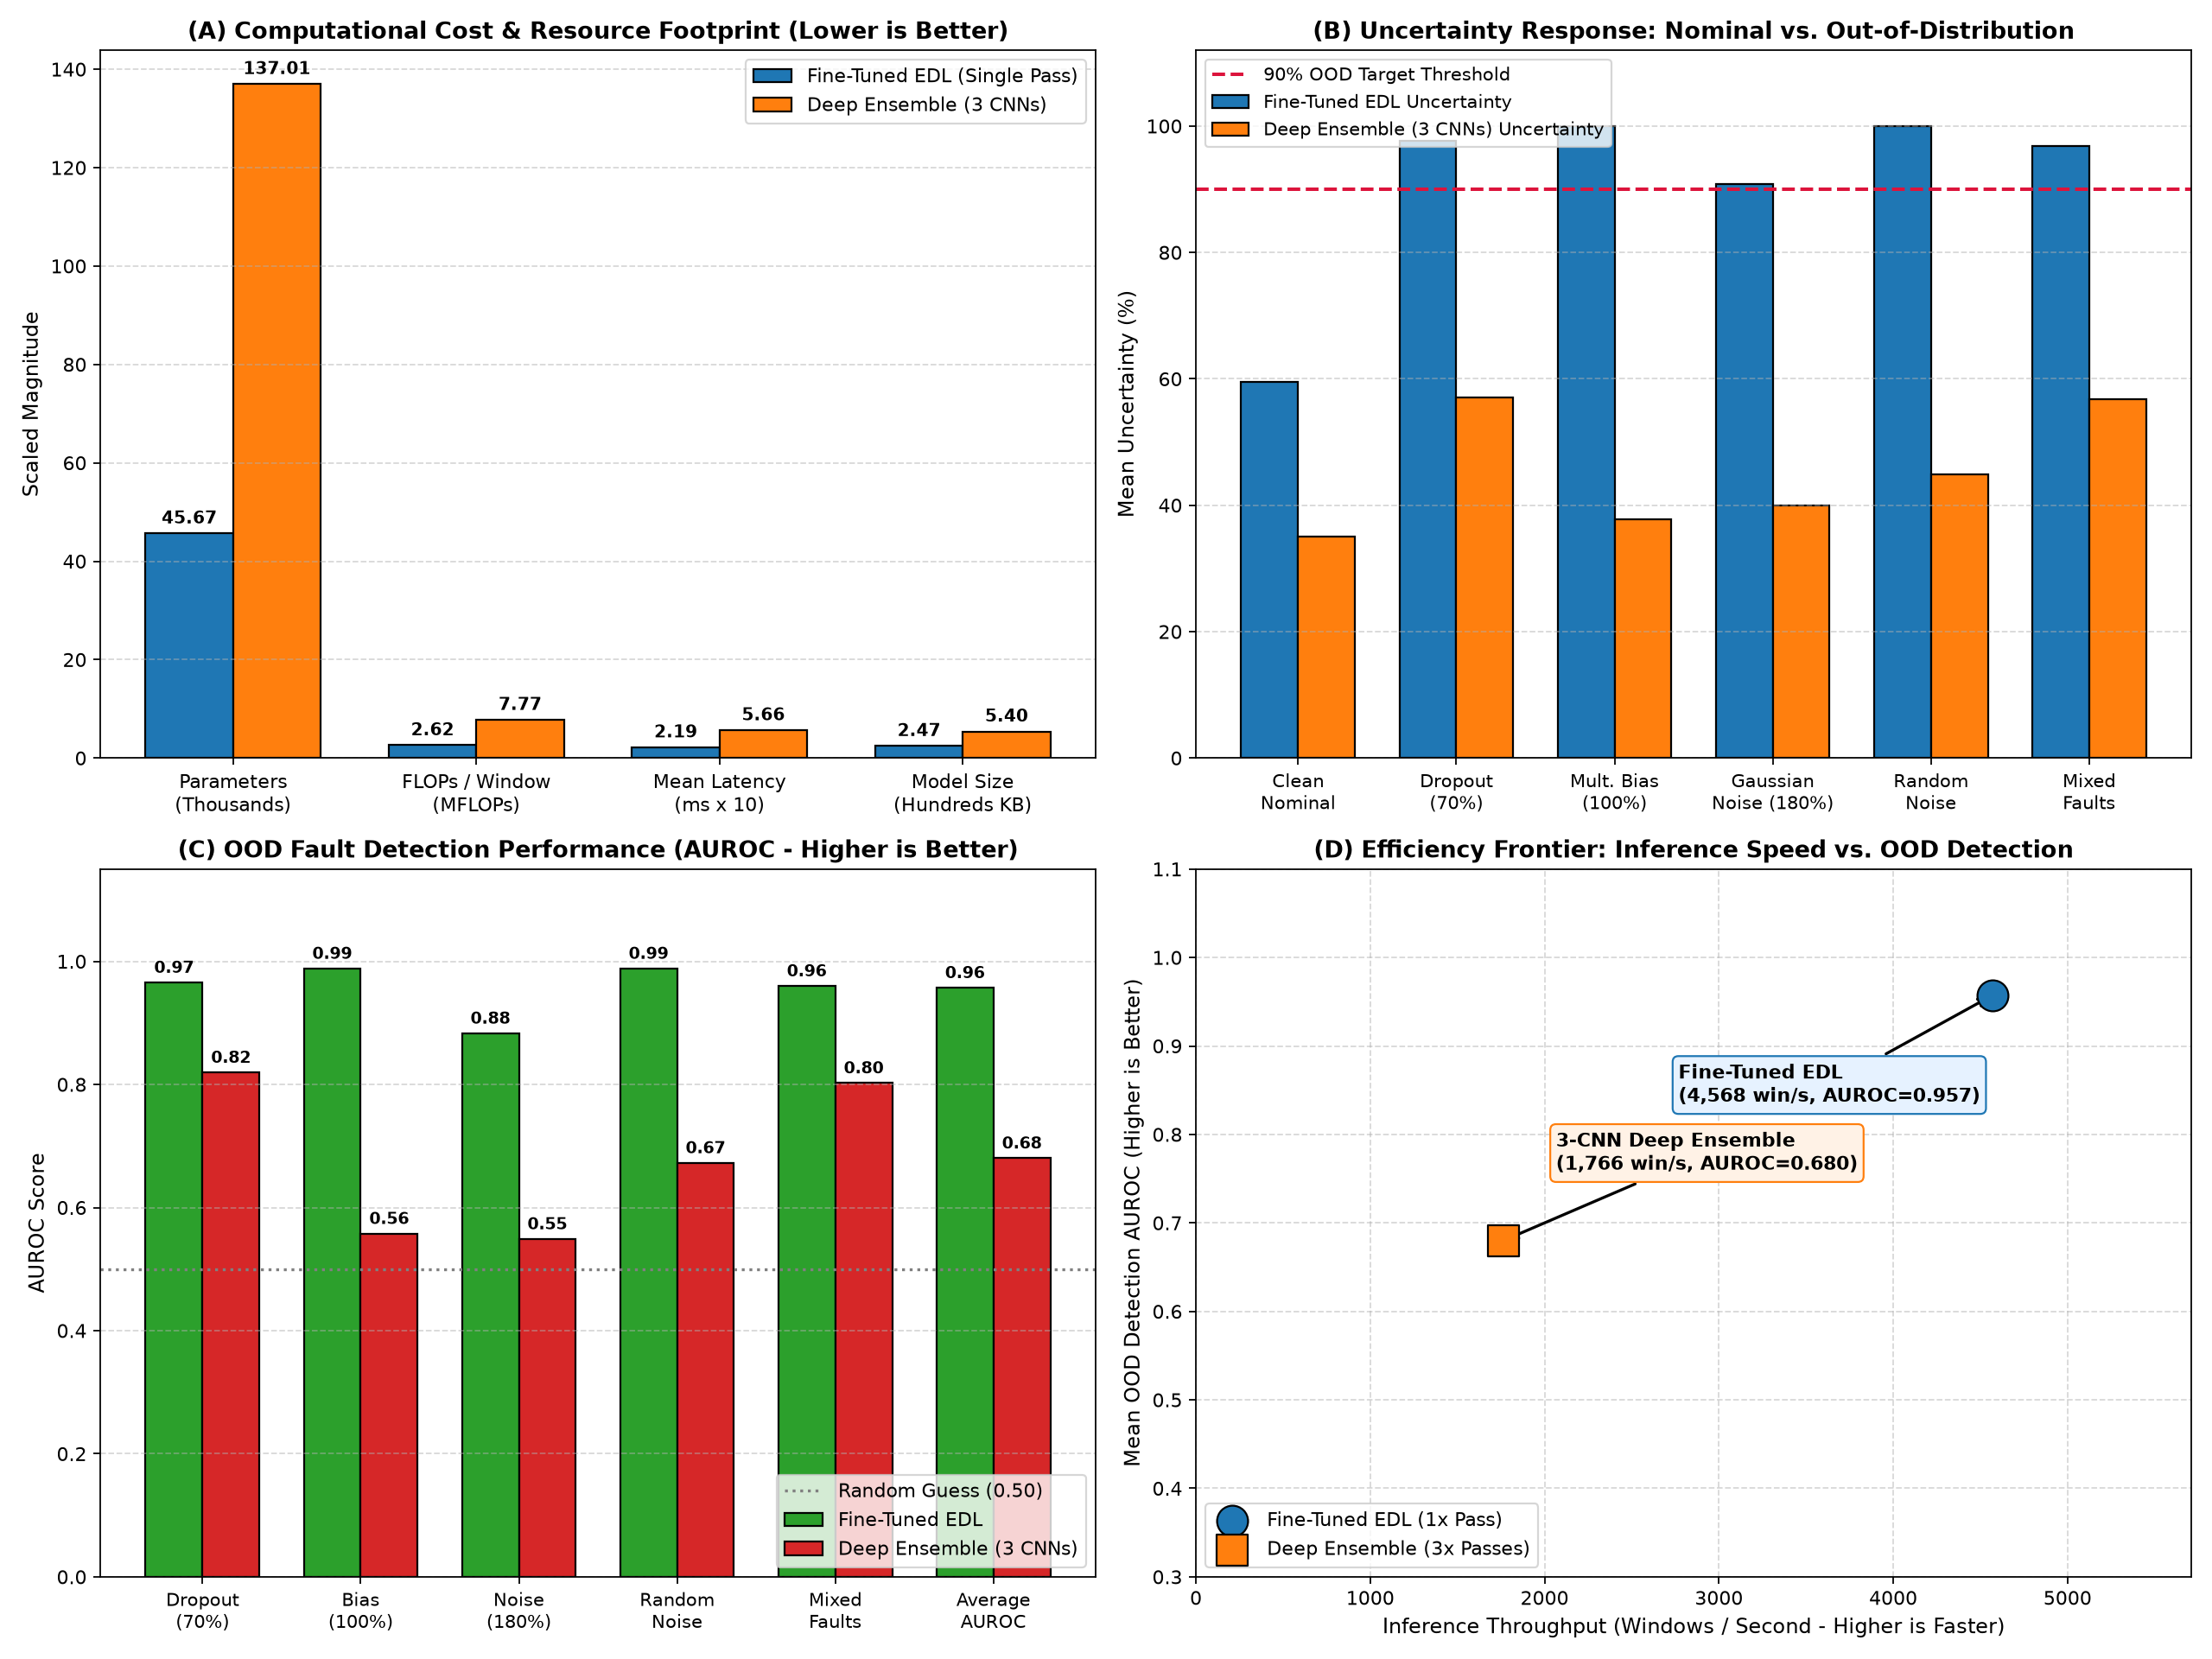 (A) Computational Cost & Resource Footprint (Lower is Better)
Scaled Magnitude
140
120
100
80
60
40
20
0
Fine-Tuned EDL (Single Pass)
Deep Ensemble (3 CNNs)
45.67
137.01
2.62
7.77
2.19
5.66
2.47
5.40
Parameters
(Thousands)
FLOPs / Window
(MFLOPs)
Mean Latency
(ms x 10)
Model Size
(Hundreds KB)
(B) Uncertainty Response: Nominal vs. Out-of-Distribution
Mean Uncertainty (%)
100
80
60
40
20
0
90% OOD Target Threshold
Fine-Tuned EDL Uncertainty
Deep Ensemble (3 CNNs) Uncertainty
Clean
Nominal
Dropout
(70%)
Mult. Bias
(100%)
Gaussian
Noise (180%)
Random
Noise
Mixed
Faults
(C) OOD Fault Detection Performance (AUROC - Higher is Better)
AUROC Score
1.0
0.8
0.6
0.4
0.2
0.0
0.97
0.82
0.99
0.56
0.88
0.55
0.99
0.67
0.96
0.80
0.96
0.68
Random Guess (0.50)
Fine-Tuned EDL
Deep Ensemble (3 CNNs)
Dropout
(70%)
Bias
(100%)
Noise
(180%)
Random
Noise
Mixed
Faults
Average
AUROC
(D) Efficiency Frontier: Inference Speed vs. OOD Detection
Mean OOD Detection AUROC (Higher is Better)
1.1
1.0
0.9
0.8
0.7
0.6
0.5
0.4
0.3
Fine-Tuned EDL
(4,568 win/s, AUROC=0.957)
3-CNN Deep Ensemble
(1,766 win/s, AUROC=0.680)
Fine-Tuned EDL (1x Pass)
Deep Ensemble (3x Passes)
0
1000
2000
3000
4000
5000
Inference Throughput (Windows / Second - Higher is Faster)